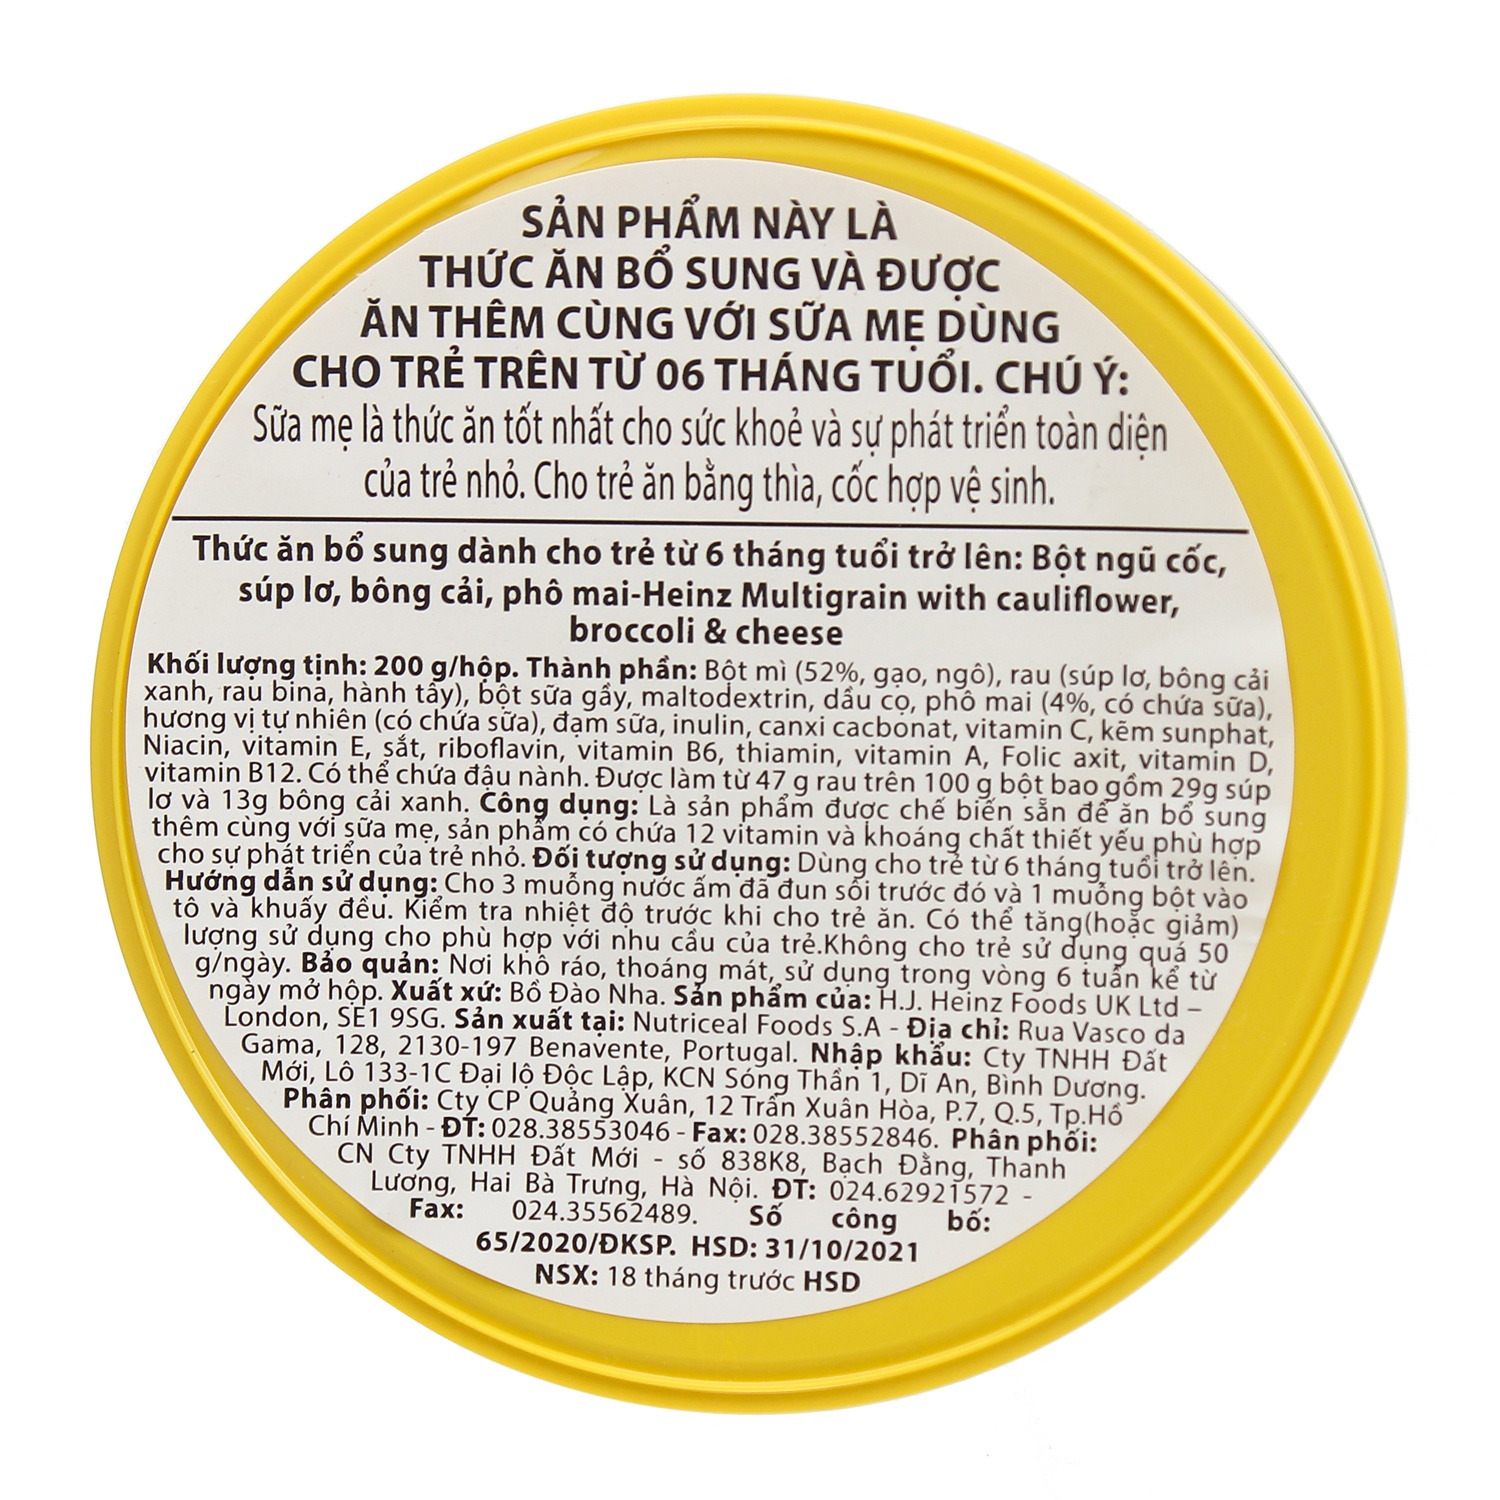 SẢN PHẨM NÀY LÀ
THỨC ĂN BỔ SUNG VÀ ĐƯỢC
ĂN THÊM CÙNG VỚI SỮA MẸ DÙNG
CHO TRẺ TRÊN TỪ 06 THÁNG TUỔI. CHÚ Ý:
Sữa mẹ là thức ăn tốt nhất cho sức khoẻ và sự phát triển toàn diện
của trẻ nhỏ. Cho trẻ ăn bằng thìa, cốc hợp vệ sinh.
Thức ăn bổ sung dành cho trẻ từ 6 tháng tuổi trở lên: Bột ngũ cốc,
súp lơ, bông cải, phô mai-Heinz Multigrain with cauliflower,
broccoli & cheese
Khối lượng tịnh: 200 g/hộp. Thành phần: Bột mì (52%, gạo, ngô), rau (súp lơ, bông cải
xanh, rau bina, hành tây), bột sữa gầy, maltodextrin, dầu cọ, phô mai (4%, có chứa sữa),
hương vị tự nhiên (có chứa sữa), đạm sữa, inulin, canxi cacbonat, vitamin C, kẽm sunphat,
Niacin, vitamin E, sắt, riboflavin, vitamin B6, thiamin, vitamin A, Folic axit, vitamin D,
vitamin B12. Có thể chứa đậu nành. Được làm từ 47 g rau trên 100 g bột bao gồm 29g súp
lơ và 13g bông cải xanh. Công dụng: Là sản phẩm được chế biến sẵn để ăn bổ sung
thêm cùng với sữa mẹ, sản phẩm có chứa 12 vitamin và khoáng chất thiết yếu phù hợp
cho sự phát triển của trẻ nhỏ. Đối tượng sử dụng: Dùng cho trẻ từ 6 tháng tuổi trở lên.
Hướng dẫn sử dụng: Cho 3 muỗng nước ấm đã đun sôi trước đó và 1 muỗng bột vào
tô và khuấy đều. Kiểm tra nhiệt độ trước khi cho trẻ ăn. Có thể tăng(hoặc giảm)
lượng sử dụng cho phù hợp với nhu cầu của trẻ.Không cho trẻ sử dụng quá 50
g/ngày. Bảo quản: Nơi khô ráo, thoáng mát, sử dụng trong vòng 6 tuần kể từ
ngày mở hộp. Xuất xứ: Bồ Đào Nha. Sản phẩm của: H.J. Heinz Foods UK Ltd –
London, SE1 9SG. Sản xuất tại: Nutriceal Foods S.A - Địa chỉ: Rua Vasco da
Gama, 128, 2130-197 Benavente, Portugal. Nhập khẩu: Cty TNHH Đất
Mới, Lô 133-1C Đại lộ Độc Lập, KCN Sóng Thần 1, Dĩ An, Bình Dương.
Phân phối: Cty CP Quảng Xuân, 12 Trần Xuân Hòa, P.7, Q.5, Tp.Hồ
Chí Minh - ĐT: 028.38553046 - Fax: 028.38552846. Phân phối:
CN Cty TNHH Đất Mới - số 838K8, Bạch Đằng, Thanh
Lương, Hai Bà Trưng, Hà Nội. ĐT: 024.62921572 -
Fax: 024.35562489. Số công bố:
65/2020/ĐKSP. HSD: 31/10/2021
NSX: 18 tháng trước HSD